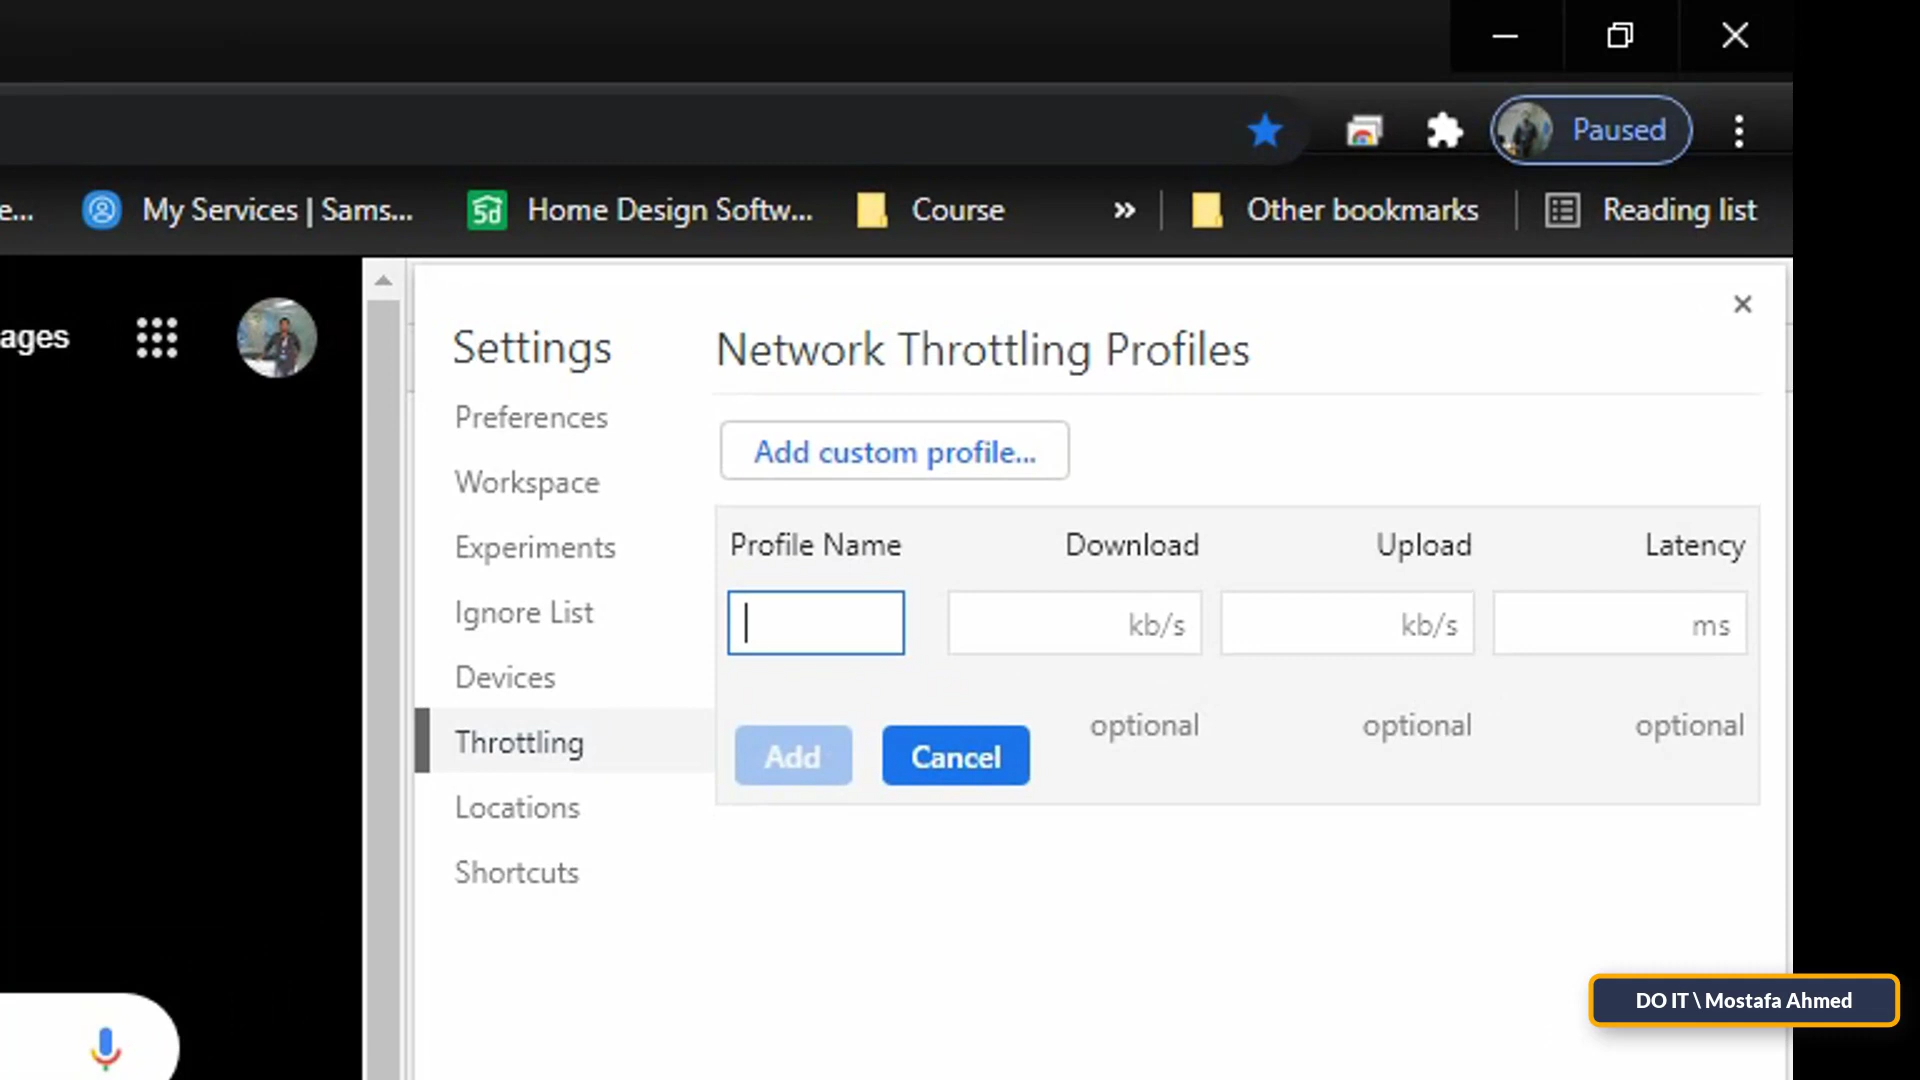 Paused
e...
My Services | Sams...
5d
Home Design Softw...
Course
»
Other bookmarks
Reading list
ages
Settings
Preferences
Workspace
Experiments
Ignore List
Devices
Throttling
Locations
Shortcuts
Network Throttling Profiles
Add custom profile...
Profile Name Download Upload Latency
kb/s kb/s ms
optional optional optional
Add Cancel
DO IT \ Mostafa Ahmed